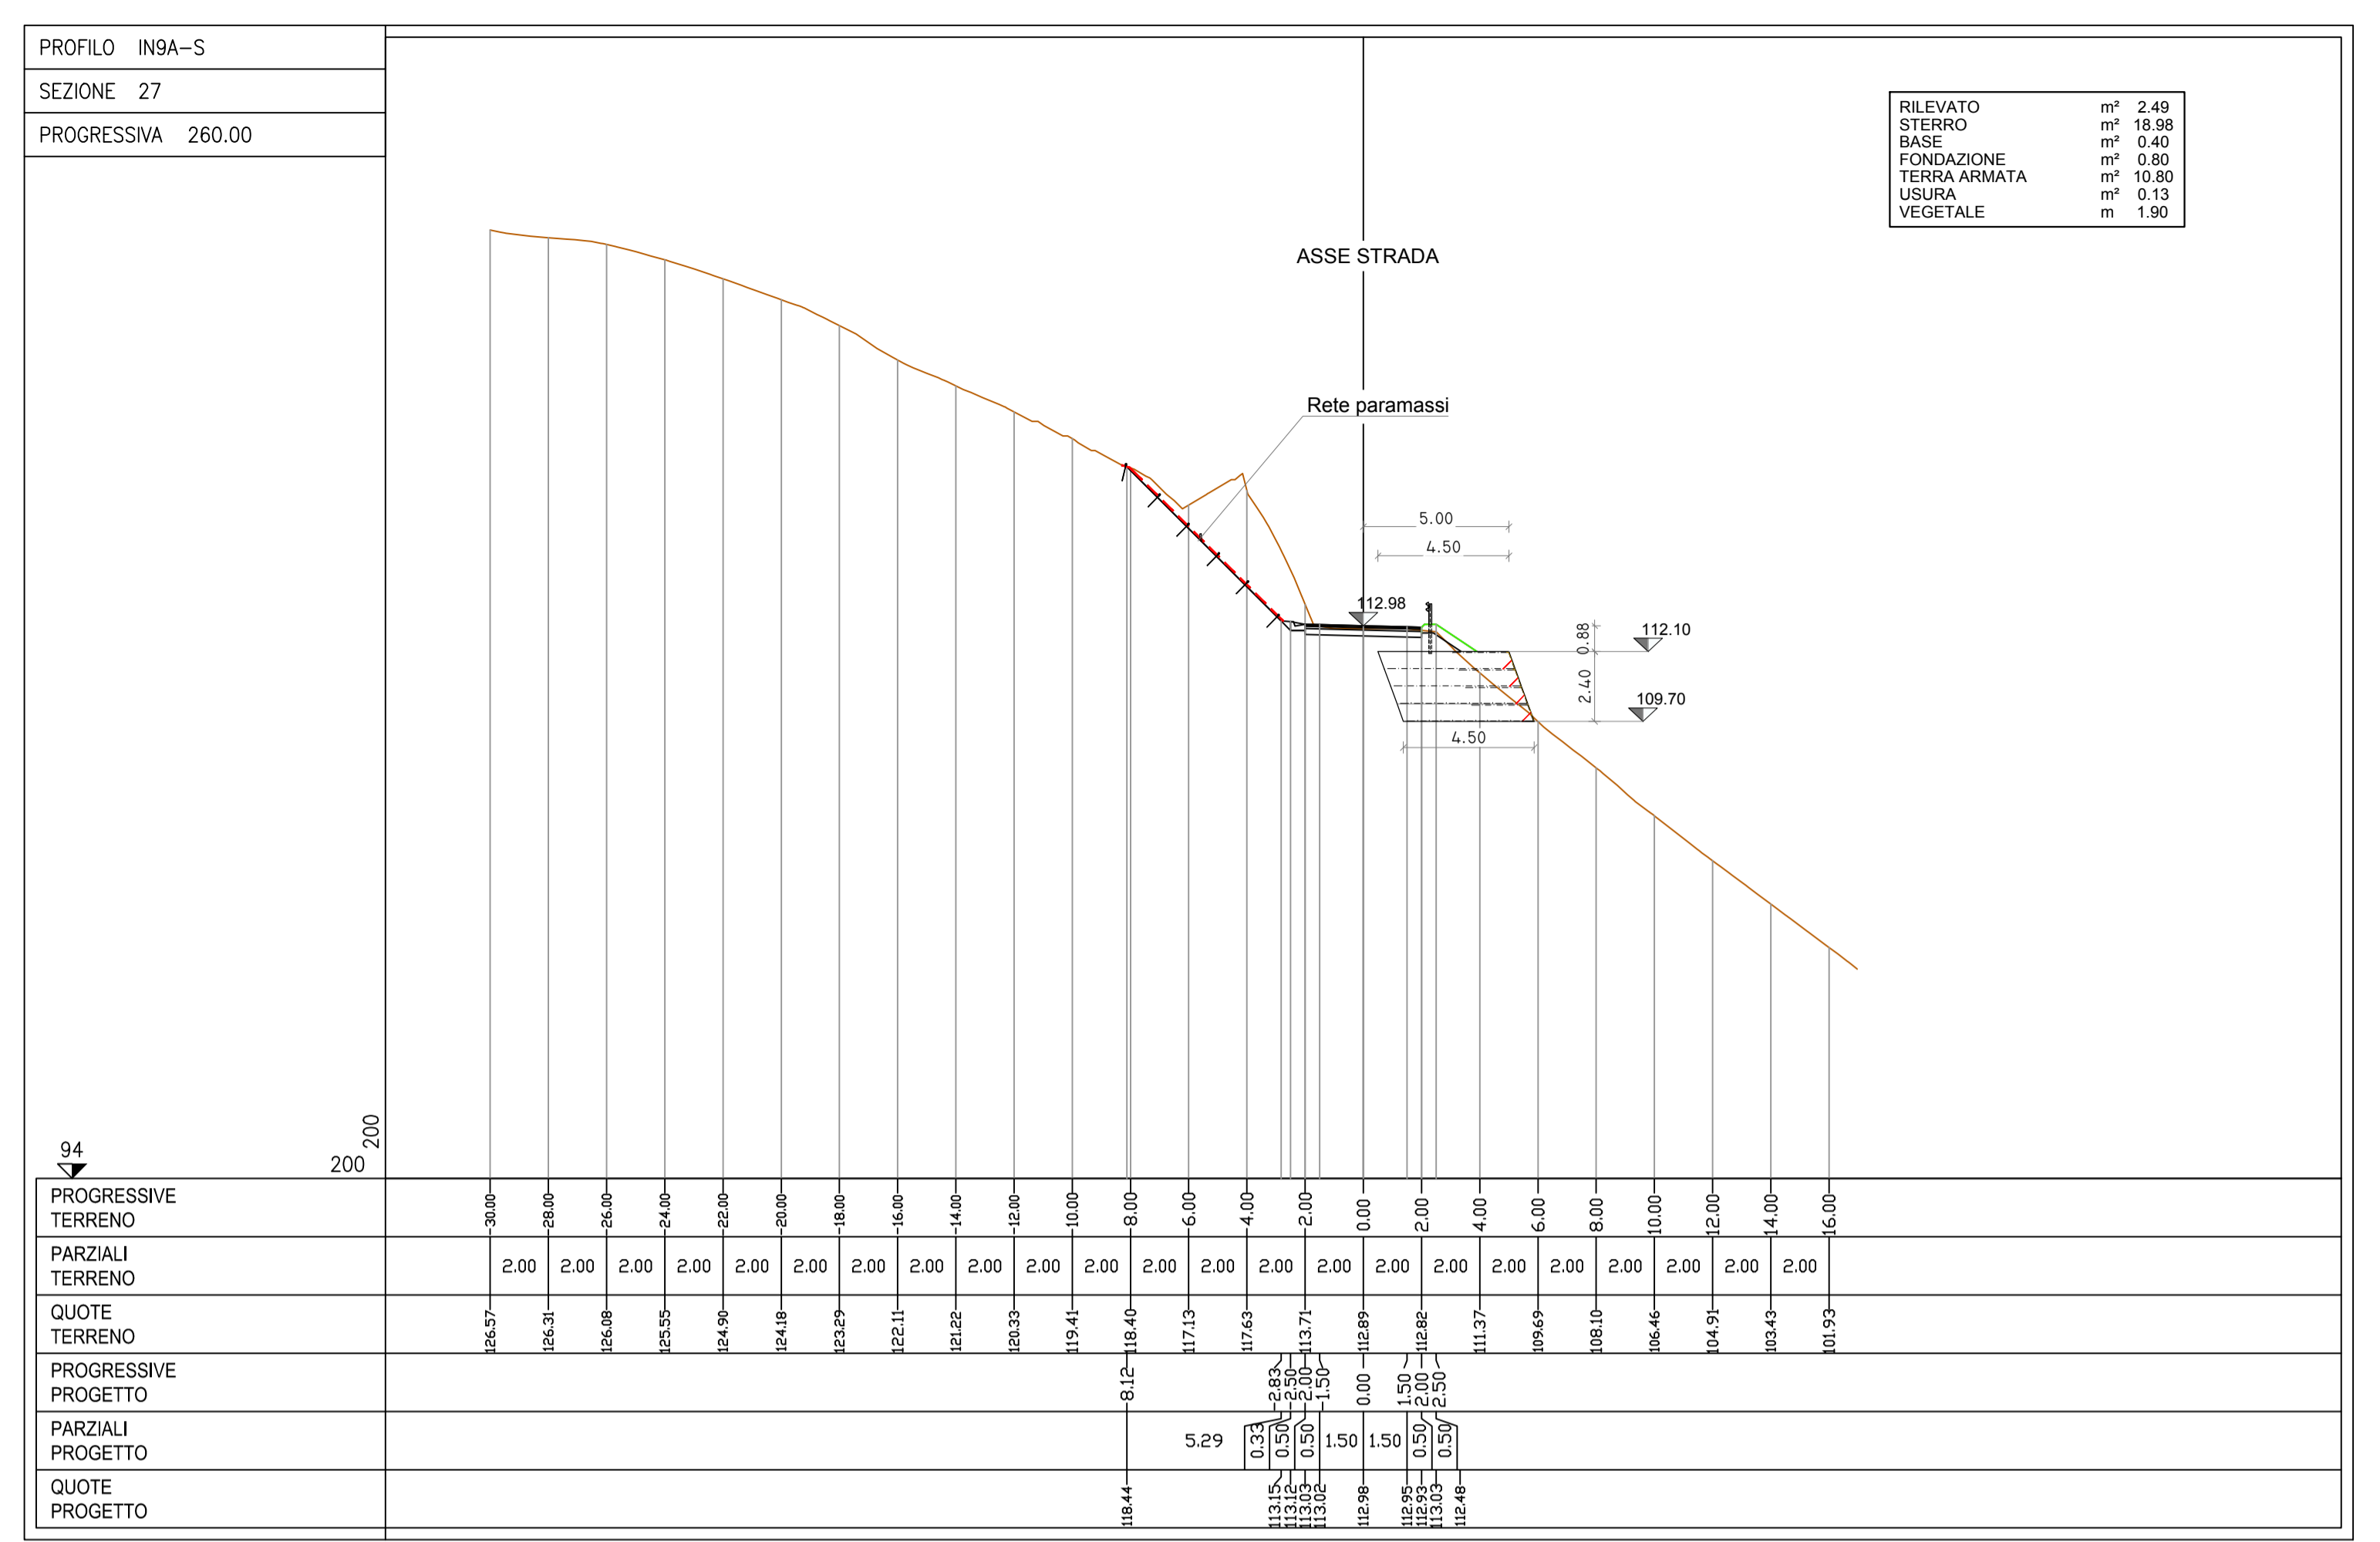 PROFILO IN9A-S
SEZIONE 27
PROGRESSIVA 260.00
RILEVATO m² 2.49
STERRO m² 18.98
BASE m² 0.40
FONDAZIONE m² 0.80
TERRA ARMATA m² 10.80
USURA m² 0.13
VEGETALE m 1.90
ASSE STRADA
Rete paramassi
5.00
4.50
112.98
0.88
112.10
2.40
109.70
4.50
200
94
200
PROGRESSIVE
TERRENO
-30.00 -28.00 -26.00 -24.00 -22.00 -20.00 -18.00 -16.00 -14.00 -12.00 -10.00 -8.00 -6.00 -4.00 -2.00 0.00 2.00 4.00 6.00 8.00 10.00 12.00 14.00 16.00
PARZIALI
TERRENO
2.00 2.00 2.00 2.00 2.00 2.00 2.00 2.00 2.00 2.00 2.00 2.00 2.00 2.00 2.00 2.00 2.00 2.00 2.00 2.00 2.00 2.00 2.00
QUOTE
TERRENO
126.57 126.31 126.08 125.55 124.90 124.18 123.29 122.11 121.22 120.33 119.41 118.40 117.13 117.63 113.71 112.89 112.82 111.37 109.69 108.10 106.46 104.91 103.43 101.93
PROGRESSIVE
PROGETTO
-8.12 -2.83 -2.50 -2.00 -1.50 0.00 1.50 2.00 2.50
PARZIALI
PROGETTO
5.29 0.33 0.50 0.50 1.50 1.50 0.50 0.50
QUOTE
PROGETTO
118.44 113.15 113.12 113.03 113.02 112.98 112.95 112.93 113.03 112.48